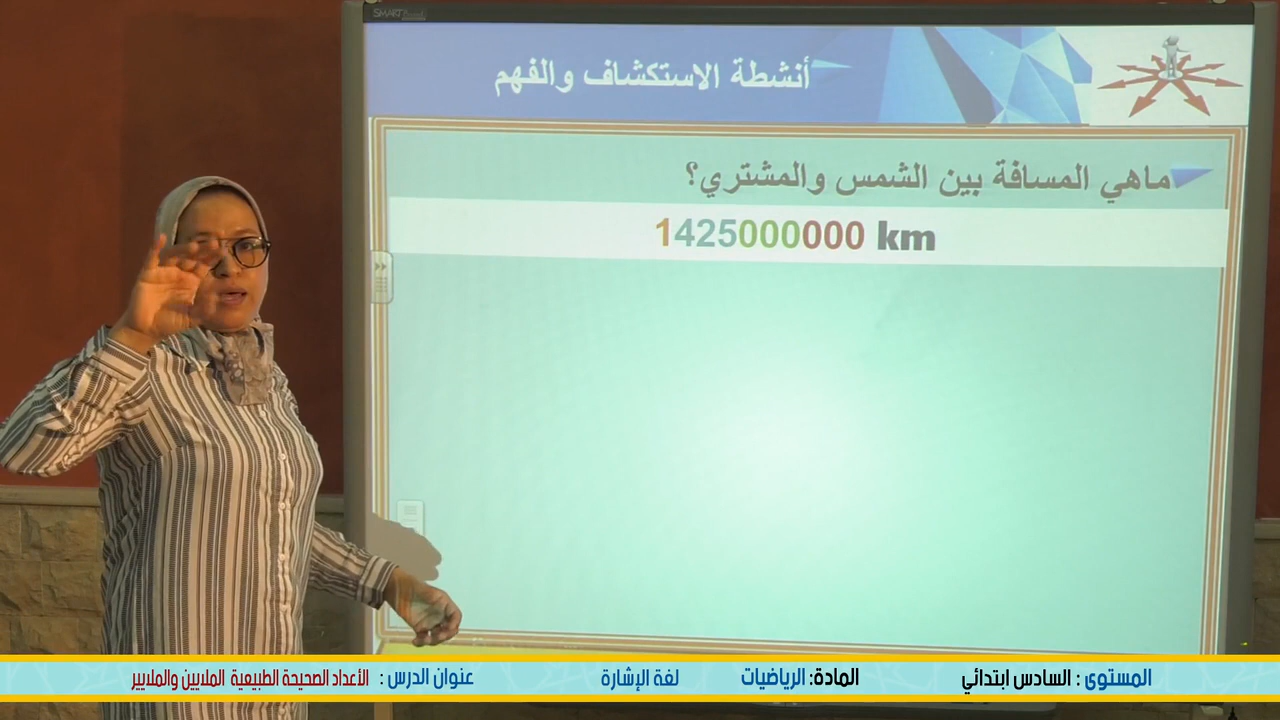 SMART
أنشطة الاستكشاف والفهم
ماهي المسافة بين الشمس والمشتري؟
1425000000 km
المستوى : السادس ابتدائي المادة: الرياضيات لغة الإشارة عنوان الدرس : الأعداد الصحيحة الطبيعية الملايين والملايير